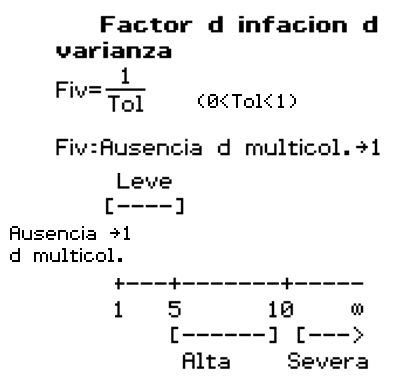 Factor d infacion d
varianza
Fiv=1/Tol (0<Tol<1)
Fiv:Ausencia d multicol.→1
Leve
[----]
Ausencia →1
d multicol.
+---+--------+-----
1 5 10 ∞
[------] [--->
Alta Severa